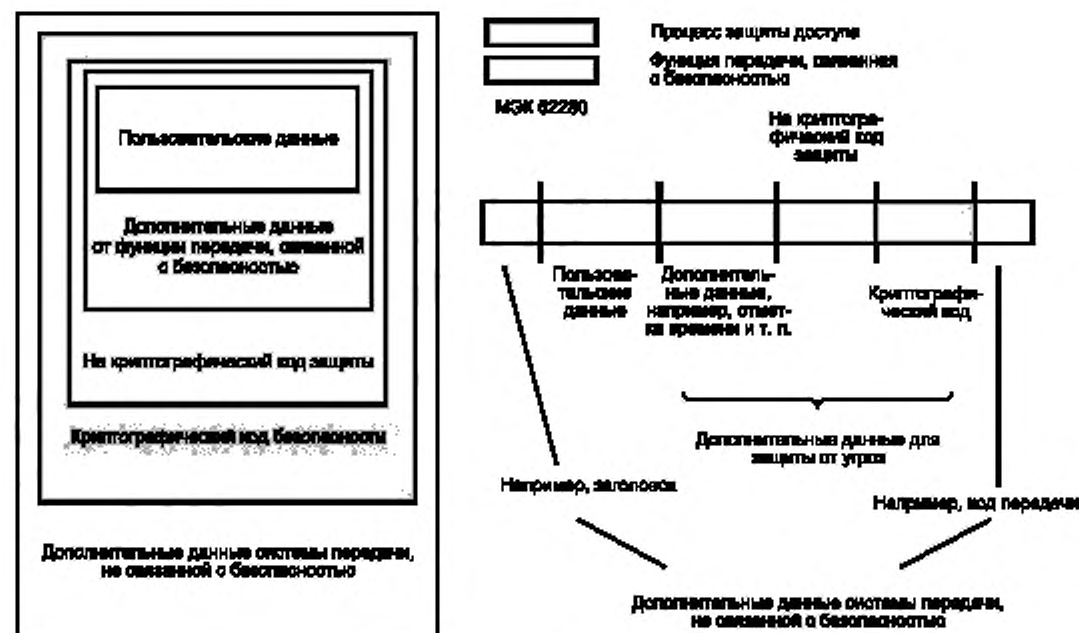 Пользовательские данные
Дополнительные данные
от функции передачи, связанной
с безопасностью
Не криптографический код защиты
Криптографический код безопасности
Дополнительные данные системы передачи,
не связанной с безопасностью
Процесс защиты доступа
Функция передачи, связанная
с безопасностью
МЭК 62280
Не криптогра-
фический код
защиты
Пользова-
тельские
данные
Дополнитель-
ные данные,
например, отмет-
ка времени и т. п.
Криптографи-
ческий код
Дополнительные данные для
защиты от угроз
Например, заголовок
Например, код передачи
Дополнительные данные системы передачи,
не связанной с безопасностью